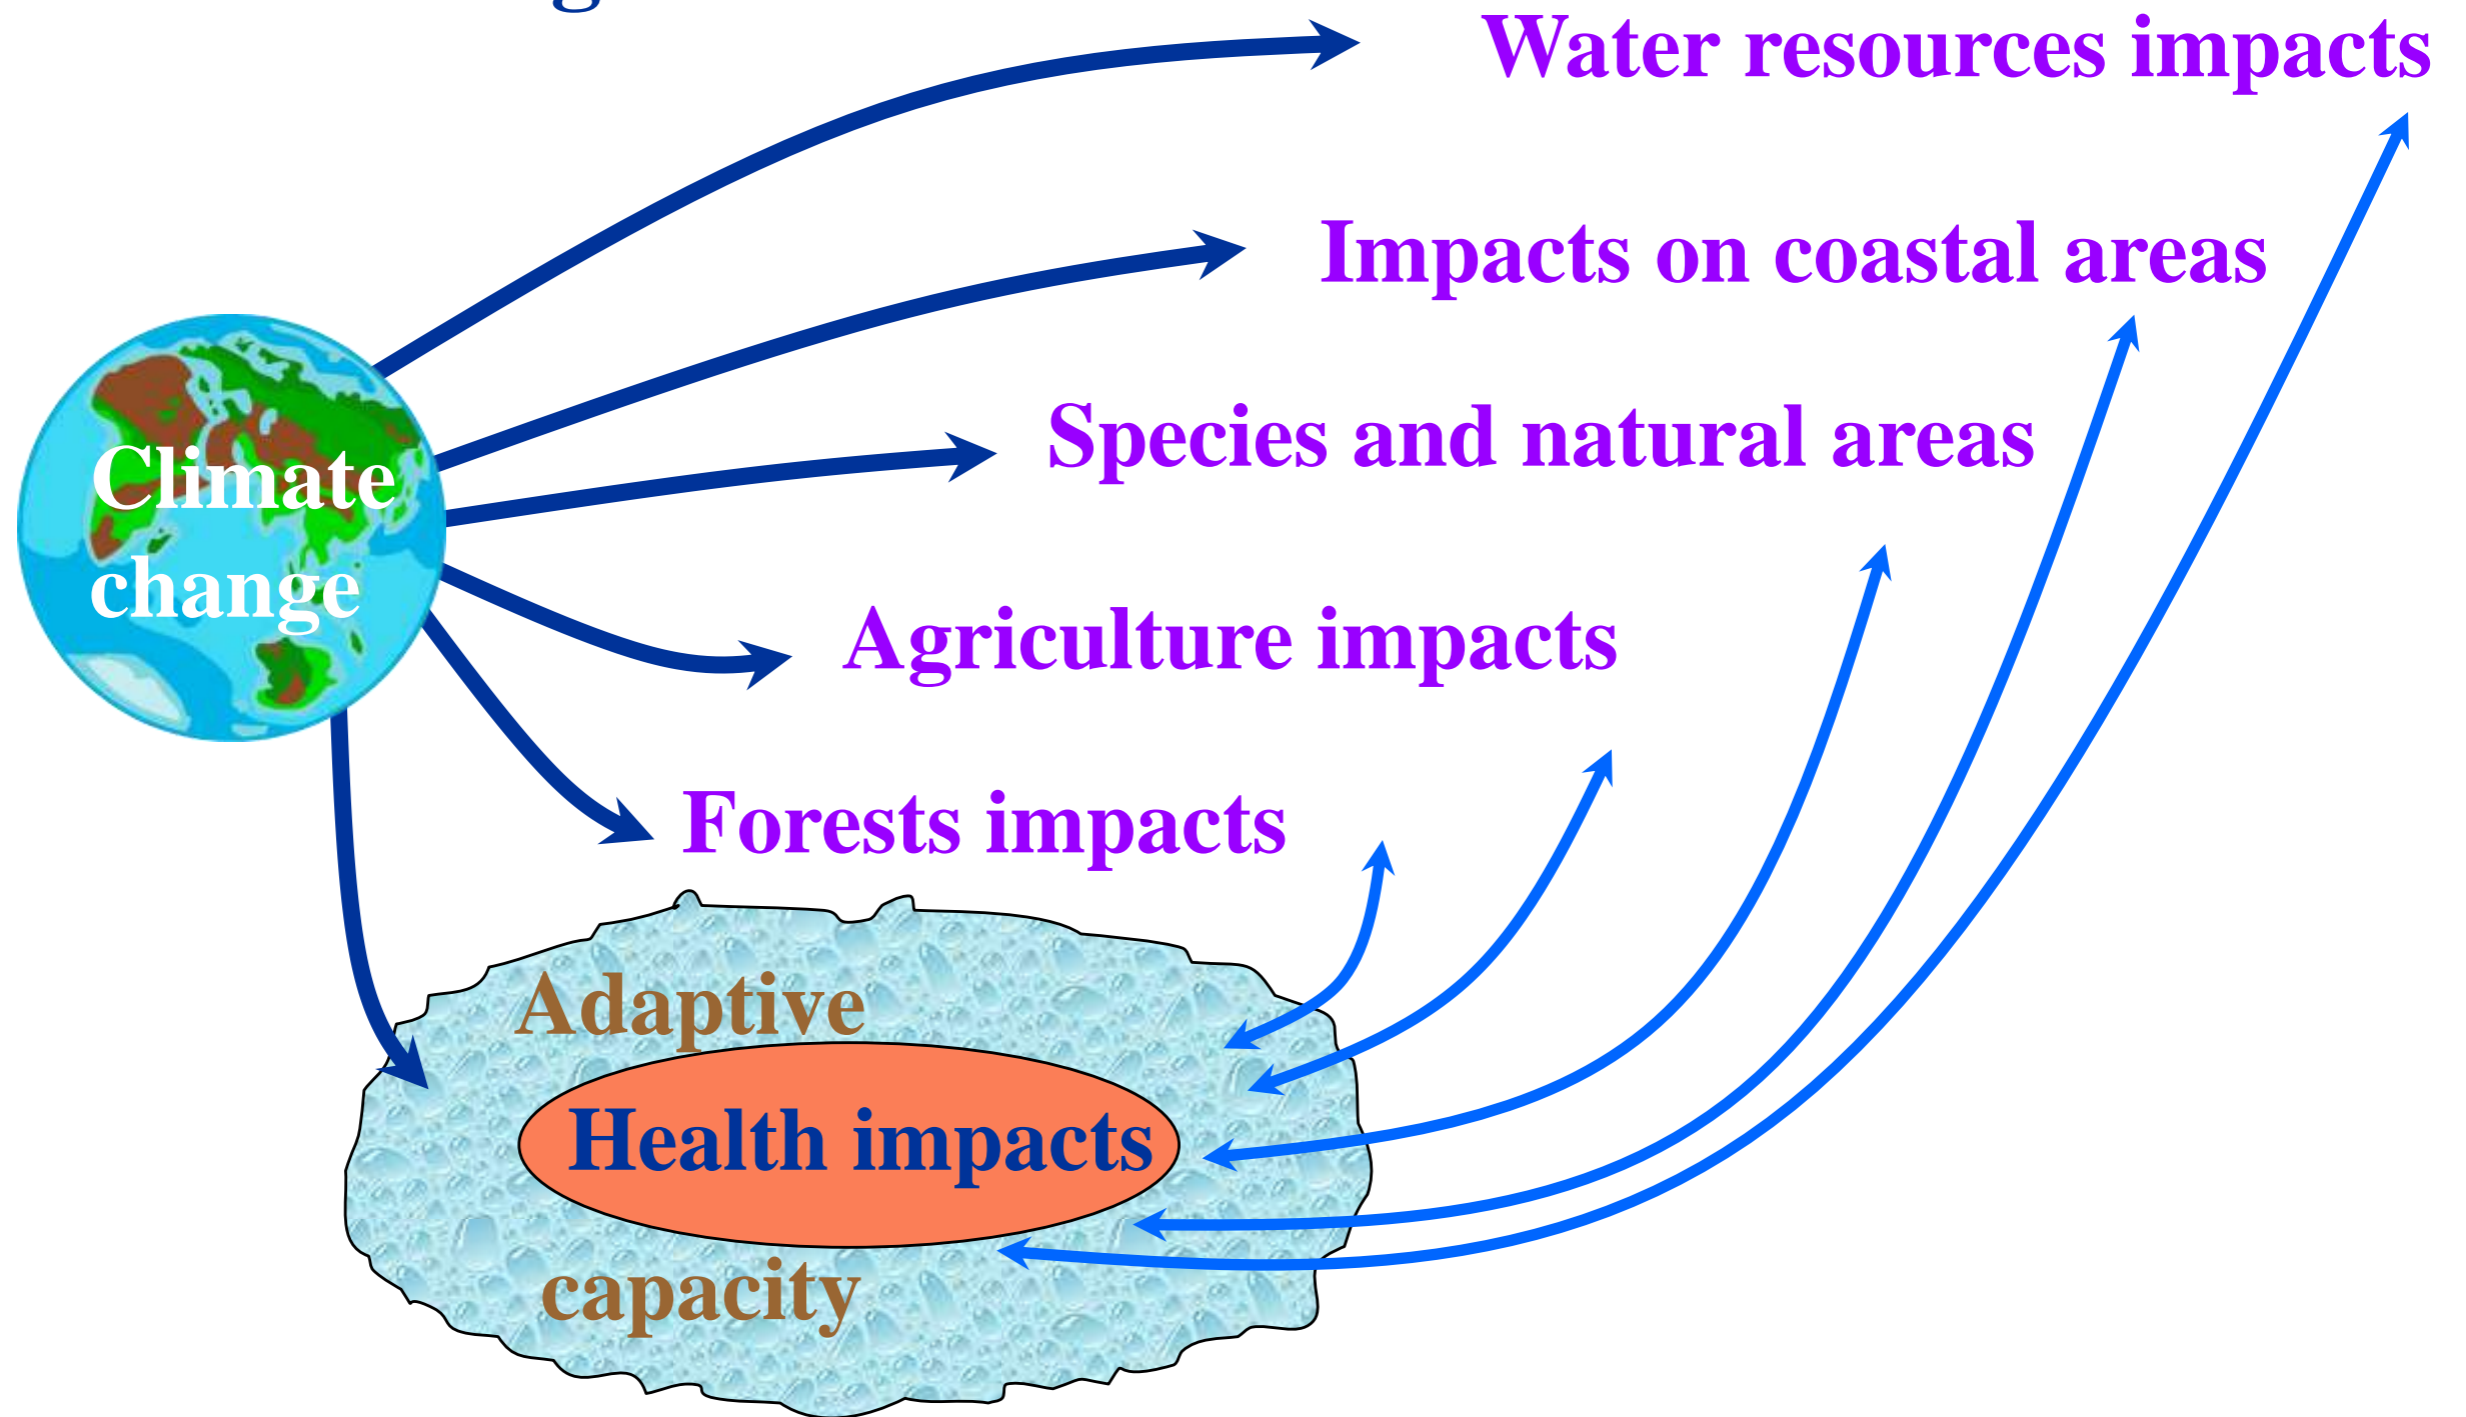 Water resources impacts
Impacts on coastal areas
Species and natural areas
Climate
change
Agriculture impacts
Forests impacts
Adaptive
Health impacts
capacity